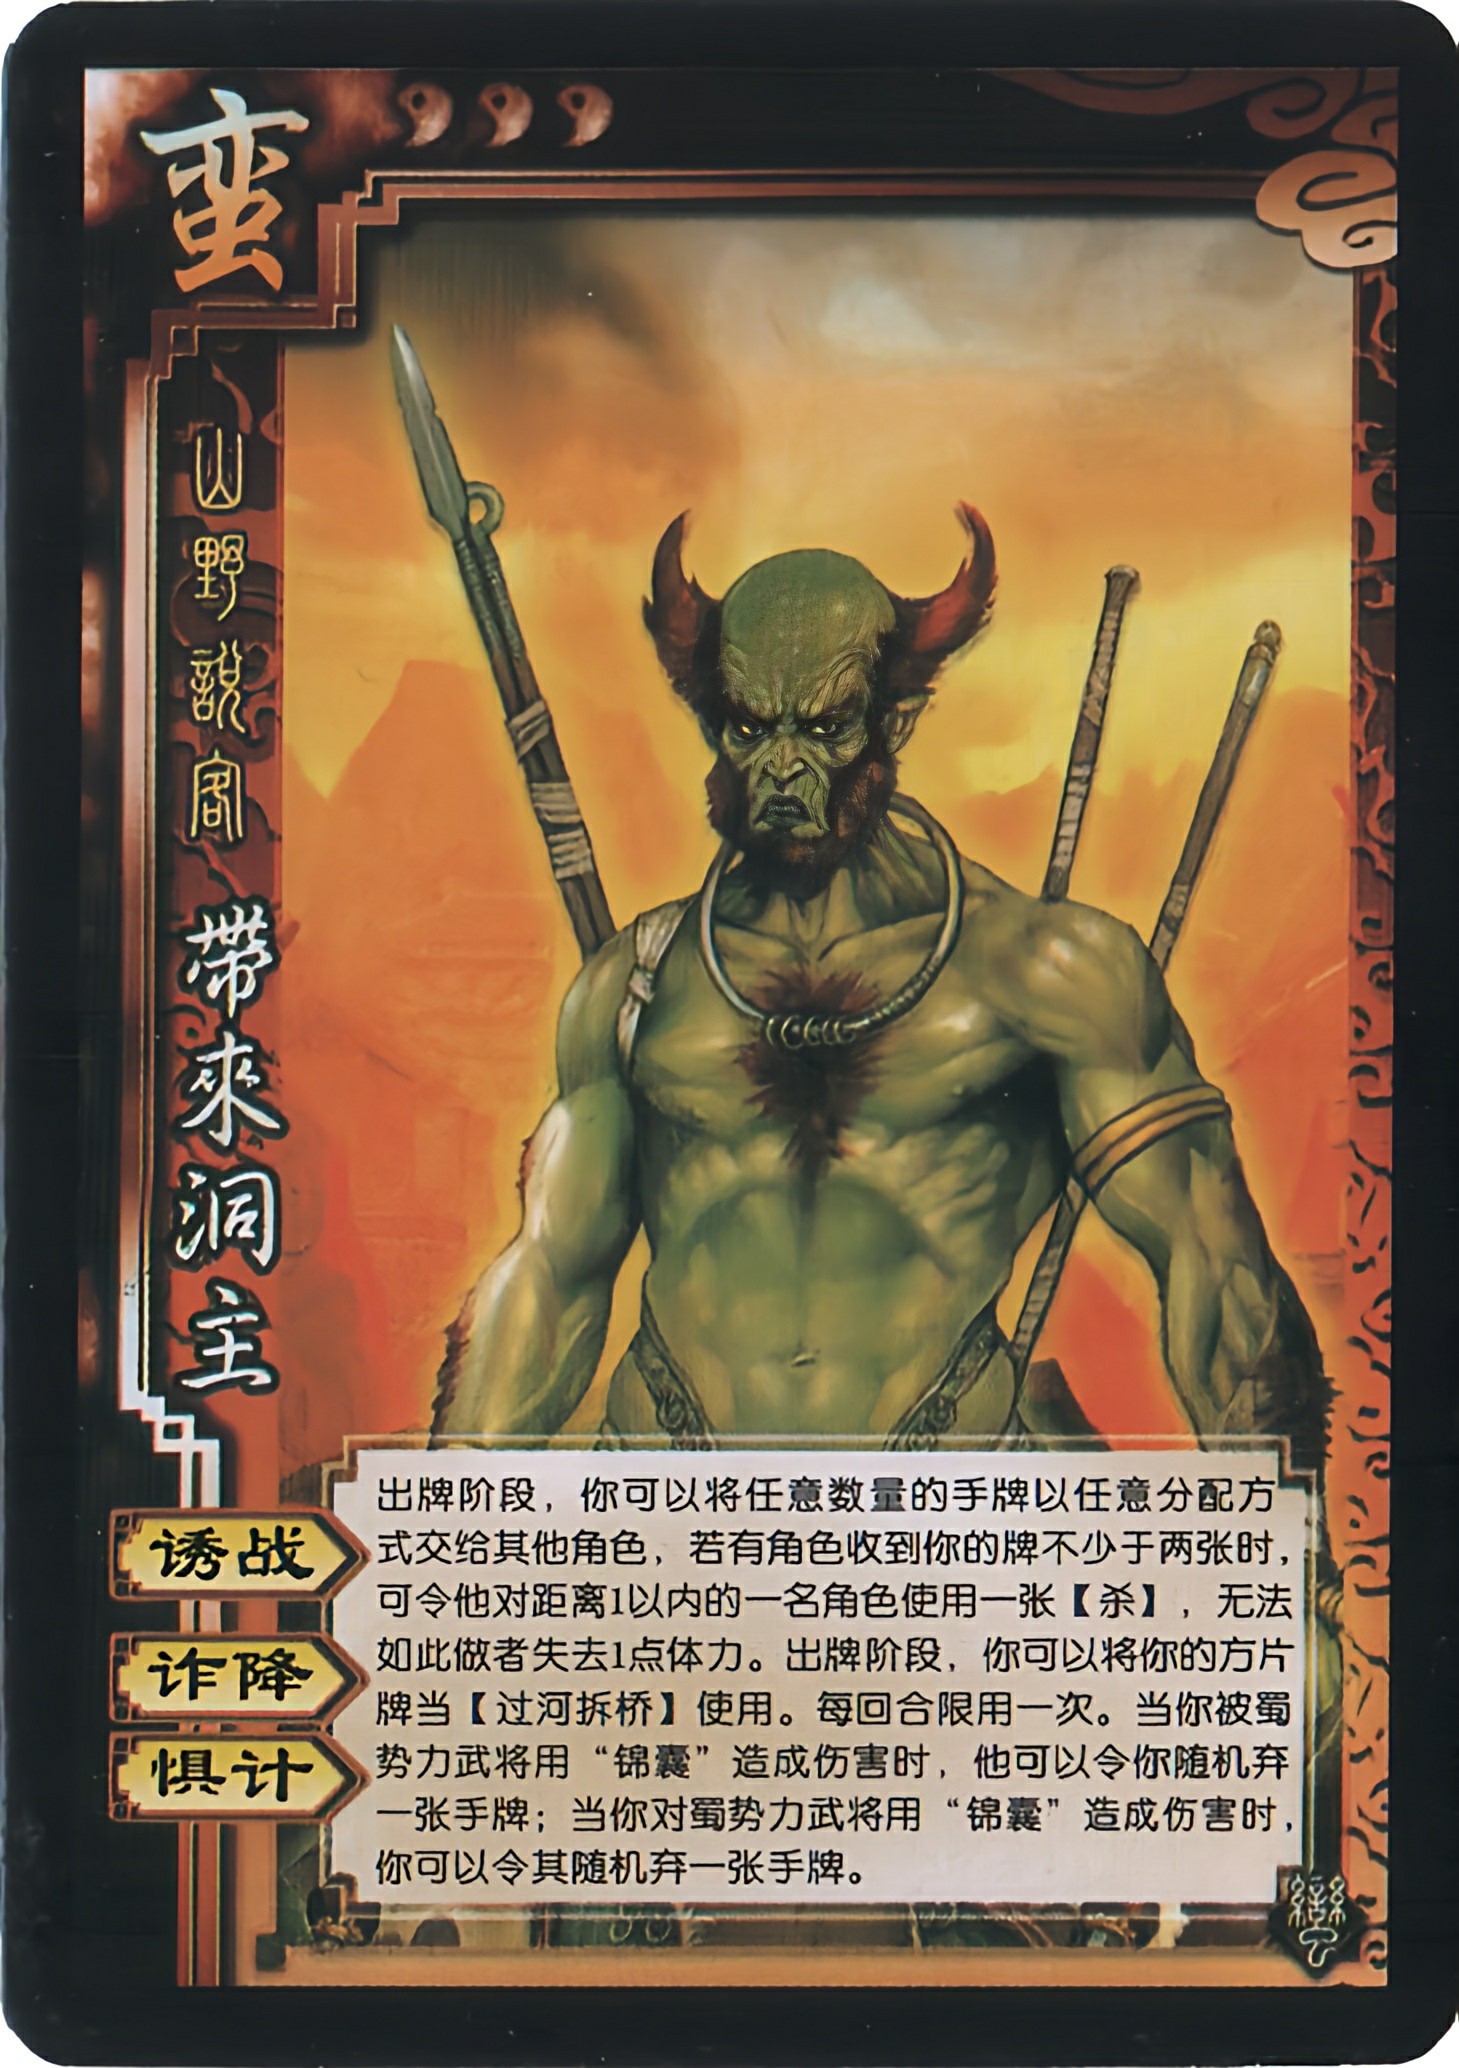 蛮
山野說客
帶來洞主
诱战
诈降
惧计
出牌阶段，你可以将任意数量的手牌以任意分配方
式交给其他角色，若有角色收到你的牌不少于两张时，
可令他对距离1以内的一名角色使用一张【杀】，无法
如此做者失去1点体力。出牌阶段，你可以将你的方片
牌当【过河拆桥】使用。每回合限用一次。当你被蜀
势力武将用“锦囊”造成伤害时，他可以令你随机弃
一张手牌；当你对蜀势力武将用“锦囊”造成伤害时，
你可以令其随机弃一张手牌。